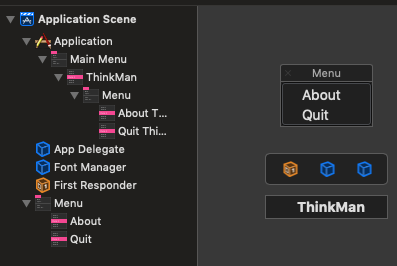 Application Scene
Application
Main Menu
ThinkMan
Menu
About T...
Quit Thi...
App Delegate
Font Manager
First Responder
Menu
About
Quit
Menu
About
Quit
ThinkMan